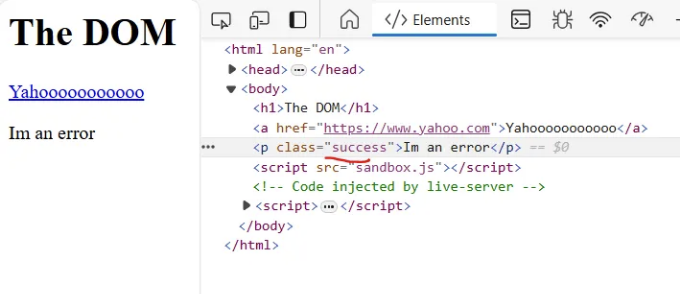 The DOM
Yahooooooooooo
Im an error
Elements
<html lang="en">
<head> … </head>
<body>
<h1>The DOM</h1>
<a href="https://www.yahoo.com">Yahooooooooooo</a>
… <p class="success">Im an error</p> == $0
<script src="sandbox.js"></script>
<!-- Code injected by live-server -->
<script> … </script>
</body>
</html>